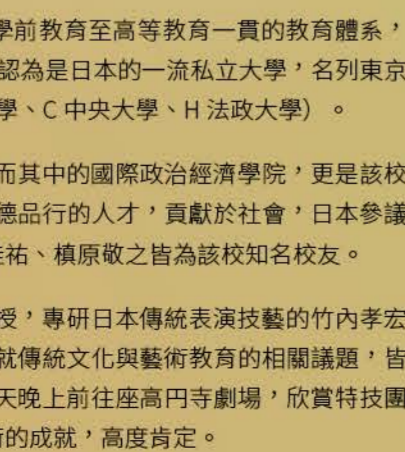 學前教育至高等教育一貫的教育體系，
認為是日本的一流私立大學，名列東京
學、C 中央大學、H 法政大學）。
而其中的國際政治經濟學院，更是該校
德品行的人才，貢獻於社會，日本參議
佳祐、槙原敬之皆為該校知名校友。
授，專研日本傳統表演技藝的竹內孝宏
就傳統文化與藝術教育的相關議題，皆
天晚上前往座高円寺劇場，欣賞特技團
術的成就，高度肯定。